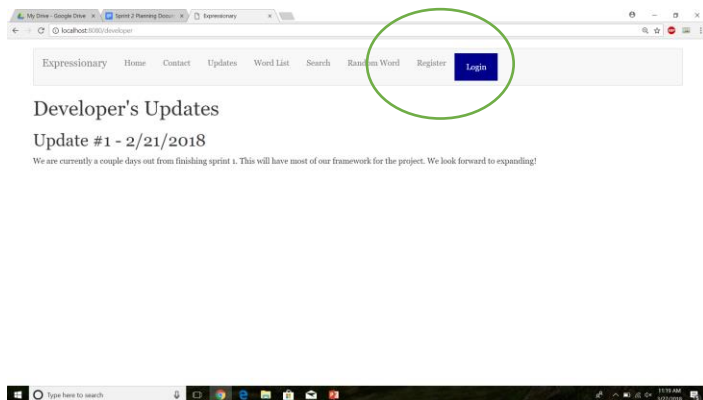 My Drive - Google Drive
Sprint 2 Planning Docum
Expressionary
localhost:8080/developer
Expressionary Home Contact Updates Word List Search Random Word Register Login
Developer's Updates
Update #1 - 2/21/2018
We are currently a couple days out from finishing sprint 1. This will have most of our framework for the project. We look forward to expanding!
Type here to search
11:19 AM